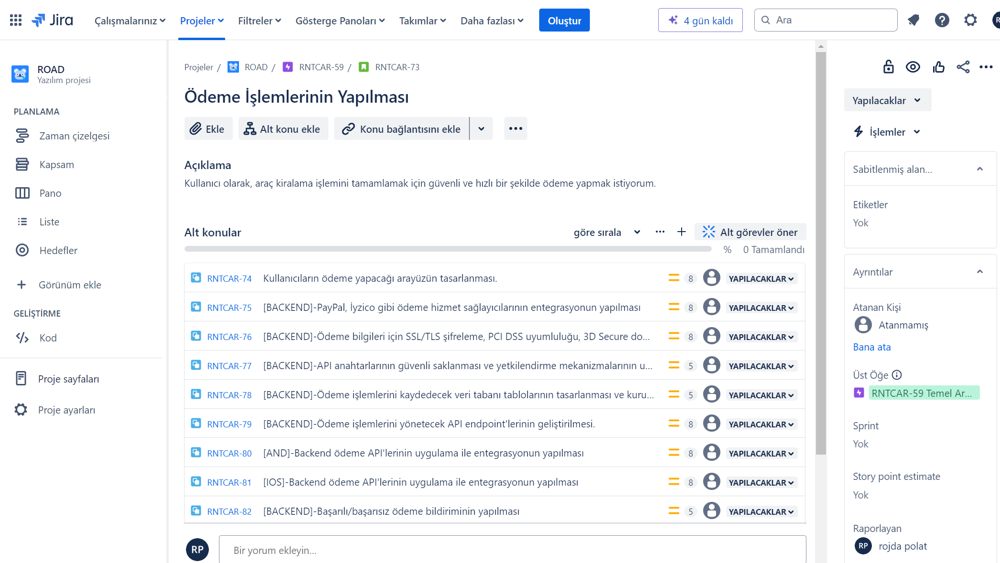 Jira
Çalışmalarınız
Projeler
Filtreler
Gösterge Panoları
Takımlar
Daha fazlası
Oluştur
4 gün kaldı
Ara
ROAD
Yazılım projesi
PLANLAMA
Zaman çizelgesi
Kapsam
Pano
Liste
Hedefler
Görünüm ekle
GELİŞTİRME
Kod
Proje sayfaları
Proje ayarları
Projeler / ROAD / RNTCAR-59 / RNTCAR-73
Ödeme İşlemlerinin Yapılması
Ekle
Alt konu ekle
Konu bağlantısını ekle
Açıklama
Kullanıcı olarak, araç kiralama işlemini tamamlamak için güvenli ve hızlı bir şekilde ödeme yapmak istiyorum.
Alt konular
göre sırala
Alt görevler öner
% 0 Tamamlandı
RNTCAR-74 Kullanıcıların ödeme yapacağı arayüzün tasarlanması. 8 YAPILACAKLAR
RNTCAR-75 [BACKEND]-PayPal, İyzico gibi ödeme hizmet sağlayıcılarının entegrasyonun yapılması 8 YAPILACAKLAR
RNTCAR-76 [BACKEND]-Ödeme bilgileri için SSL/TLS şifreleme, PCI DSS uyumluluğu, 3D Secure do... 8 YAPILACAKLAR
RNTCAR-77 [BACKEND]-API anahtarlarının güvenli saklanması ve yetkilendirme mekanizmalarının u... 5 YAPILACAKLAR
RNTCAR-78 [BACKEND]-Ödeme işlemlerini kaydedecek veri tabanı tablolarının tasarlanması ve kuru... 5 YAPILACAKLAR
RNTCAR-79 [BACKEND]-Ödeme işlemlerini yönetecek API endpoint'lerinin geliştirilmesi. 8 YAPILACAKLAR
RNTCAR-80 [AND]-Backend ödeme API'lerinin uygulama ile entegrasyonun yapılması 8 YAPILACAKLAR
RNTCAR-81 [IOS]-Backend ödeme API'lerinin uygulama ile entegrasyonun yapılması 8 YAPILACAKLAR
RNTCAR-82 [BACKEND]-Başarılı/başarısız ödeme bildiriminin yapılması 5 YAPILACAKLAR
RP
Bir yorum ekleyin...
Yapılacaklar
İşlemler
Sabitlenmiş alan...
Etiketler
Yok
Ayrıntılar
Atanan Kişi
Atanmamış
Bana ata
Üst Öğe
RNTCAR-59 Temel Ar...
Sprint
Yok
Story point estimate
Yok
Raporlayan
RP rojda polat